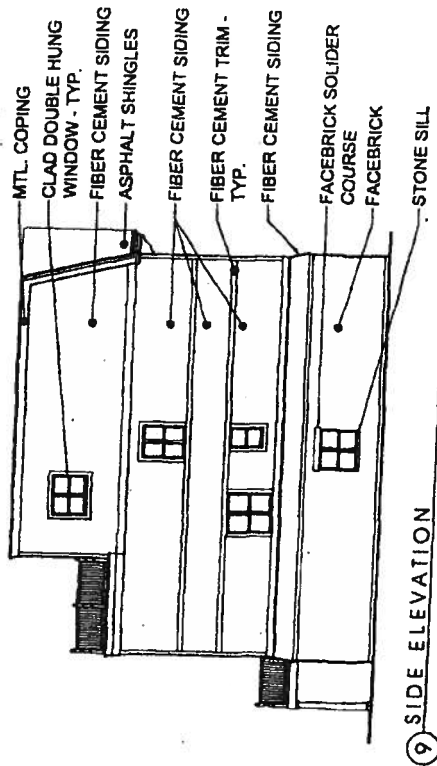 MTL. COPING
CLAD DOUBLE HUNG
WINDOW - TYP.
FIBER CEMENT SIDING
ASPHALT SHINGLES
FIBER CEMENT SIDING
FIBER CEMENT TRIM -
TYP.
FIBER CEMENT SIDING
FACEBRICK SOLIDER
COURSE
FACEBRICK
STONE SILL
9 SIDE ELEVATION